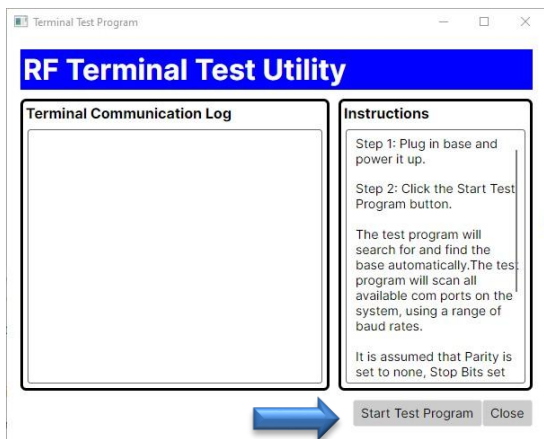 Terminal Test Program
RF Terminal Test Utility
Terminal Communication Log
Instructions
Step 1: Plug in base and
power it up.
Step 2: Click the Start Test
Program button.
The test program will
search for and find the
base automatically.The test
program will scan all
available com ports on the
system, using a range of
baud rates.
It is assumed that Parity is
set to none, Stop Bits set
Start Test Program
Close